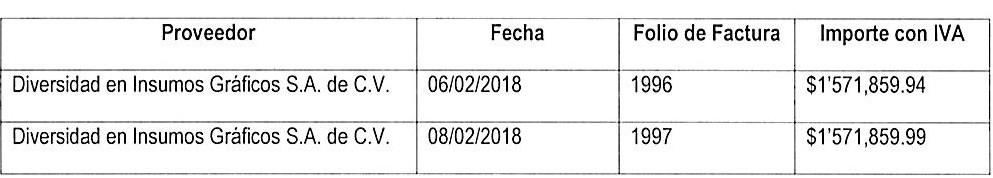 Proveedor Fecha Folio de Factura Importe con IVA
Diversidad en Insumos Gráficos S.A. de C.V. 06/02/2018 1996 $1'571,859.94
Diversidad en Insumos Gráficos S.A. de C.V. 08/02/2018 1997 $1'571,859.99